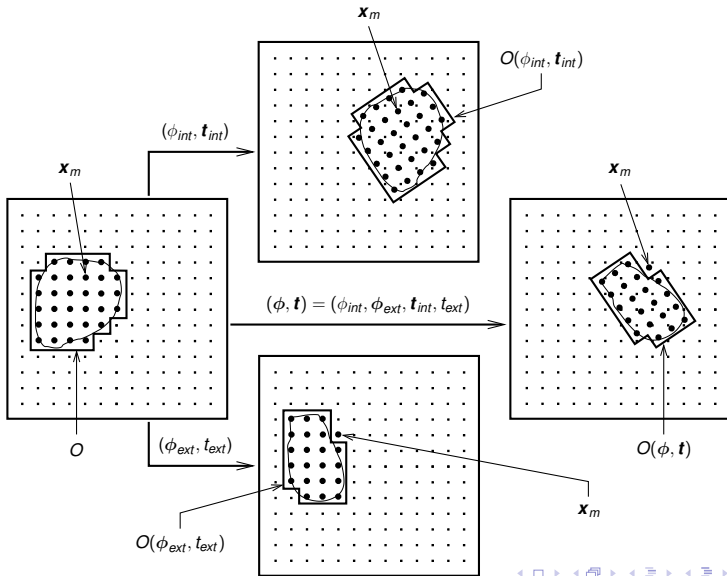 x_m
O(ϕ_int, t_int)
(ϕ_int, t_int)
x_m
x_m
(ϕ, t) = (ϕ_int, ϕ_ext, t_int, t_ext)
O
(ϕ_ext, t_ext)
O(ϕ, t)
x_m
O(ϕ_ext, t_ext)